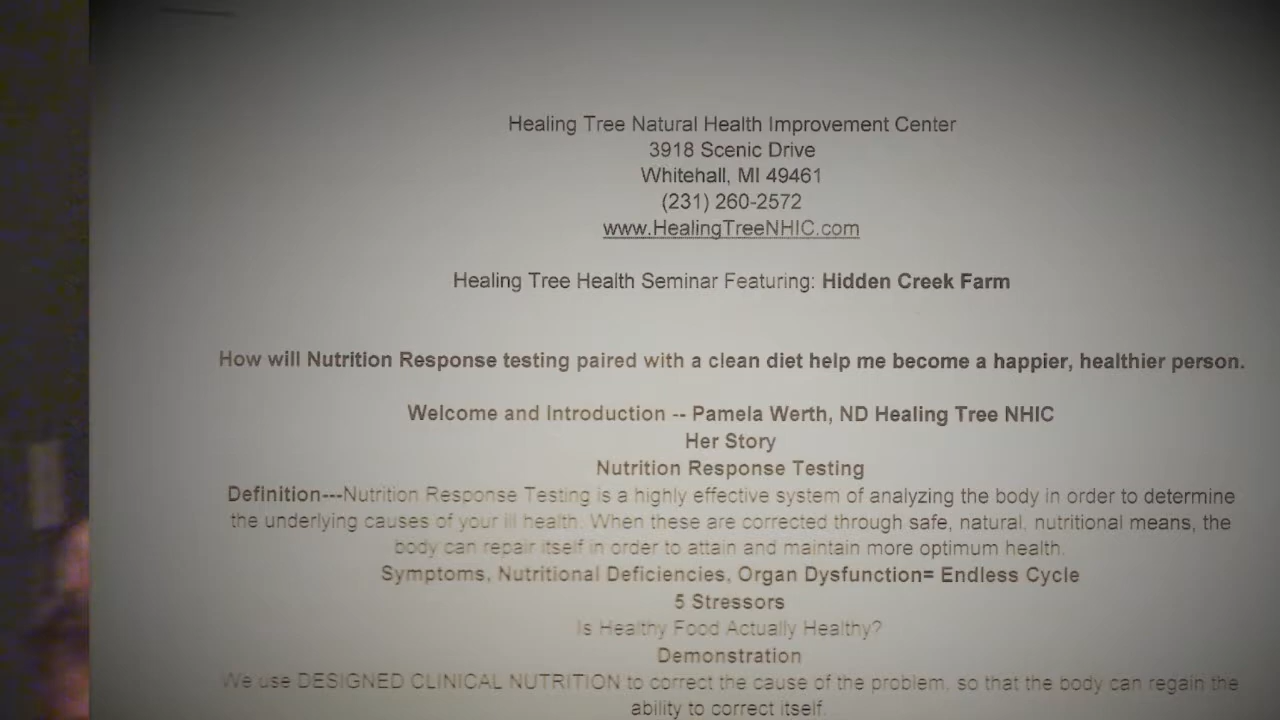 Healing Tree Natural Health Improvement Center
3918 Scenic Drive
Whitehall, MI 49461
(231) 260-2572
www.HealingTreeNHIC.com
Healing Tree Health Seminar Featuring: Hidden Creek Farm
How will Nutrition Response testing paired with a clean diet help me become a happier, healthier person.
Welcome and Introduction -- Pamela Werth, ND Healing Tree NHIC
Her Story
Nutrition Response Testing
Definition---Nutrition Response Testing is a highly effective system of analyzing the body in order to determine
the underlying causes of your ill health. When these are corrected through safe, natural, nutritional means, the
body can repair itself in order to attain and maintain more optimum health.
Symptoms, Nutritional Deficiencies, Organ Dysfunction= Endless Cycle
5 Stressors
Is Healthy Food Actually Healthy?
Demonstration
We use DESIGNED CLINICAL NUTRITION to correct the cause of the problem, so that the body can regain the
ability to correct itself.